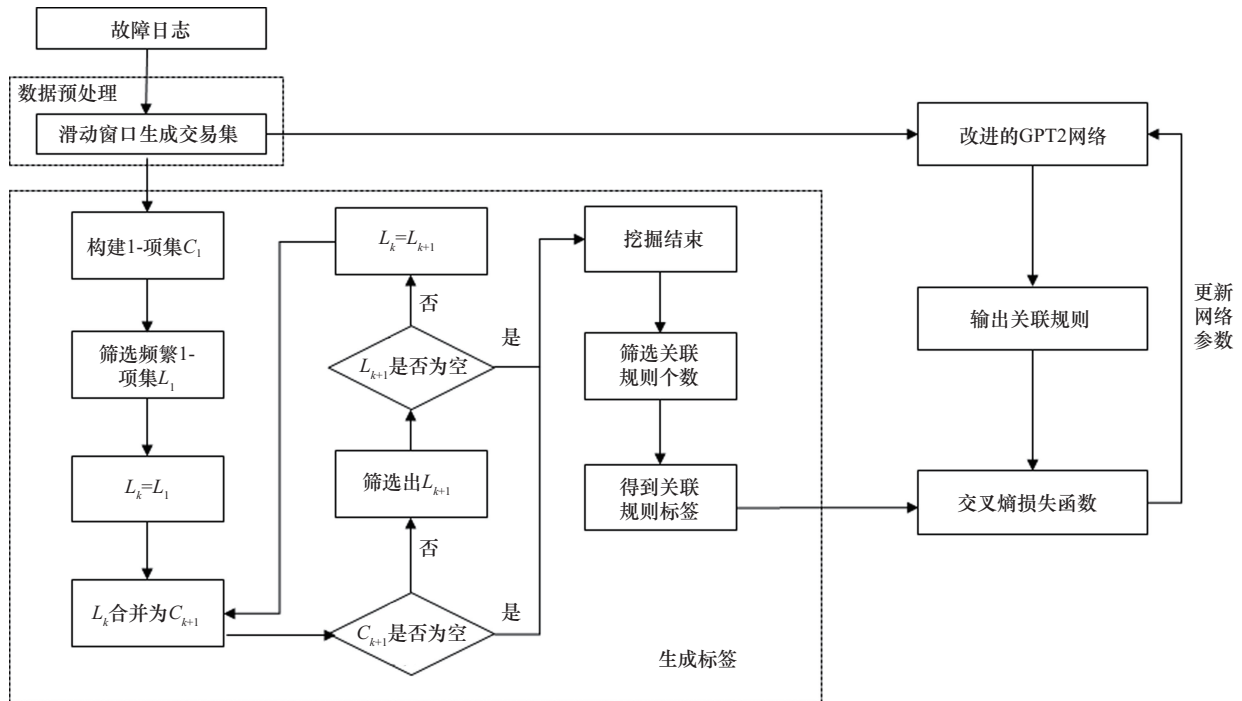 故障日志
数据预处理
滑动窗口生成交易集
改进的GPT2网络
构建1-项集C₁
Lₖ=Lₖ₊₁
挖掘结束
否
是
输出关联规则
更新
网络
参数
筛选频繁1-
项集L₁
Lₖ₊₁是否为空
筛选关联
规则个数
Lₖ=L₁
筛选出Lₖ₊₁
得到关联
规则标签
交叉熵损失函数
否
是
Lₖ合并为Cₖ₊₁
Cₖ₊₁是否为空
生成标签